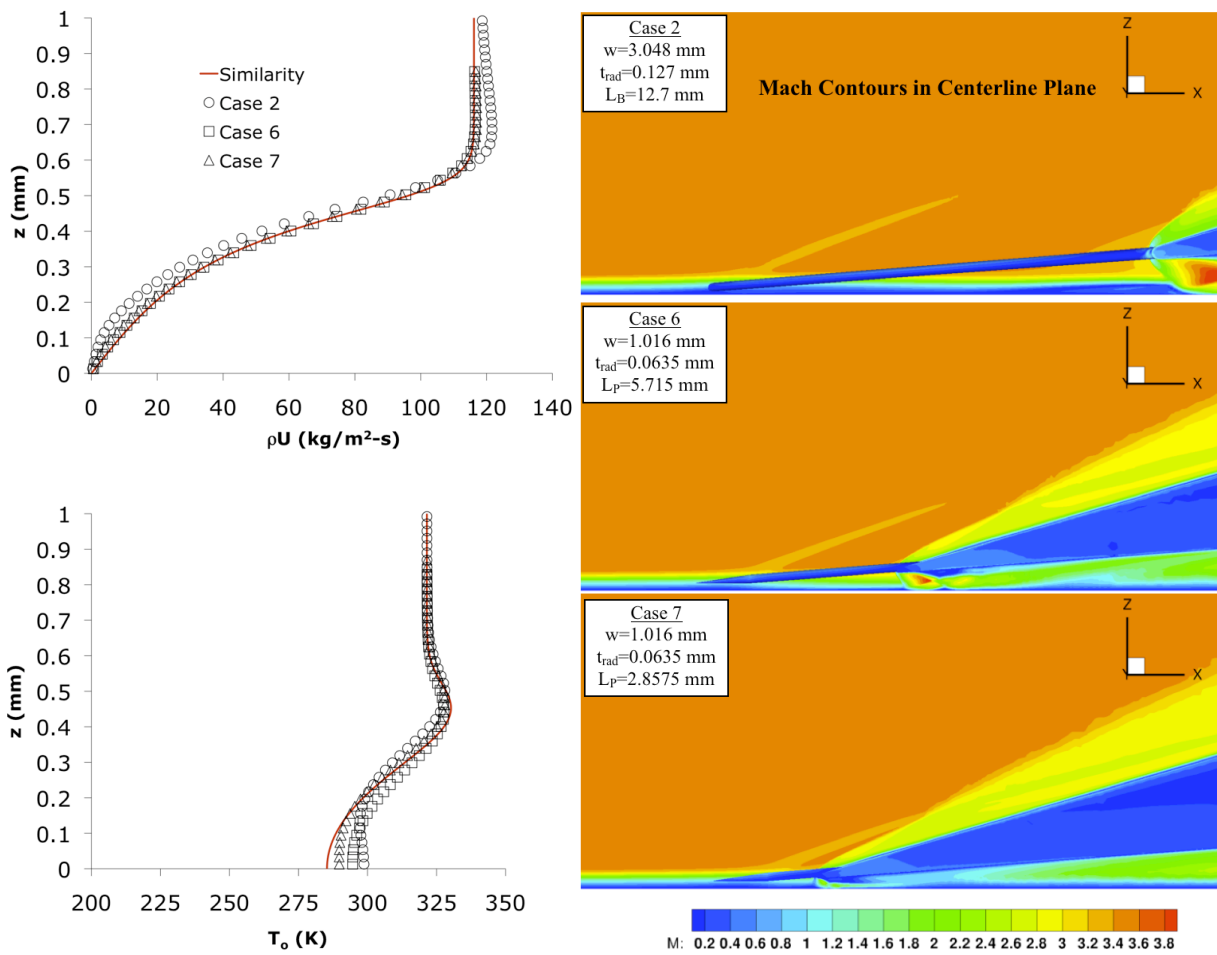 1
0.9
0.8
0.7
0.6
0.5
0.4
0.3
0.2
0.1
0
z (mm)
Similarity
Case 2
Case 6
Case 7
0 20 40 60 80 100 120 140
ρU (kg/m²-s)
1
0.9
0.8
0.7
0.6
0.5
0.4
0.3
0.2
0.1
0
z (mm)
200 225 250 275 300 325 350
To (K)
Case 2
w=3.048 mm
trad=0.127 mm
LB=12.7 mm
Mach Contours in Centerline Plane
Z
Y X
Case 6
w=1.016 mm
trad=0.0635 mm
LP=5.715 mm
Z
Y X
Case 7
w=1.016 mm
trad=0.0635 mm
LP=2.8575 mm
Z
Y X
M: 0.2 0.4 0.6 0.8 1 1.2 1.4 1.6 1.8 2 2.2 2.4 2.6 2.8 3 3.2 3.4 3.6 3.8